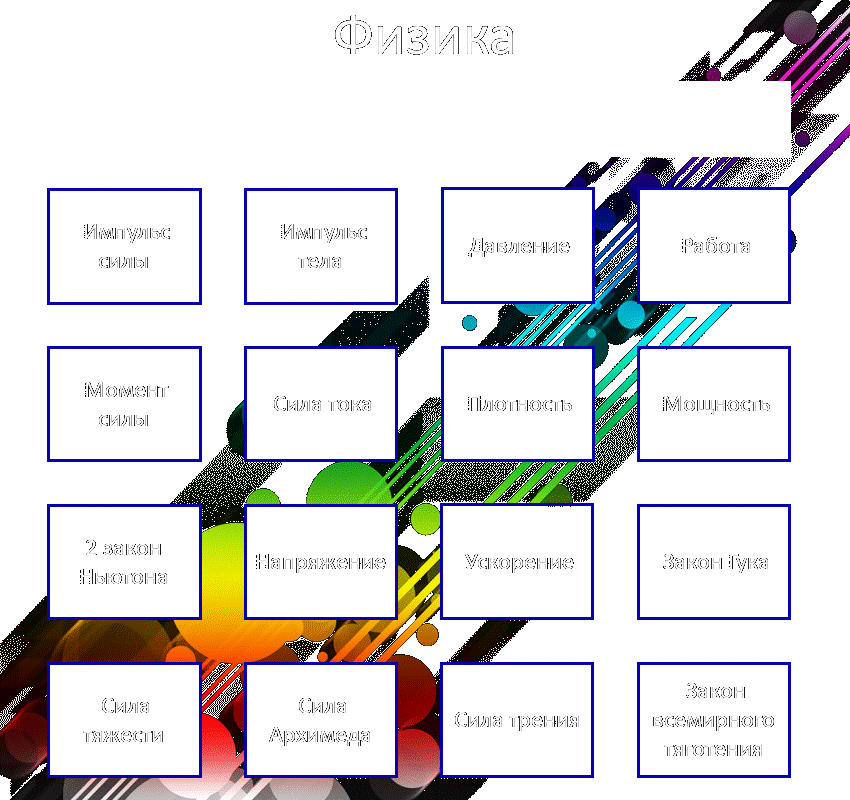 Физика
Импульс
силы
Импульс
тела
Давление
Работа
Момент
силы
Сила тока
Плотность
Мощность
2 закон
Ньютона
Напряжение
Ускорение
Закон Гука
Сила
тяжести
Сила
Архимеда
Сила трения
Закон
всемирного
тяготения